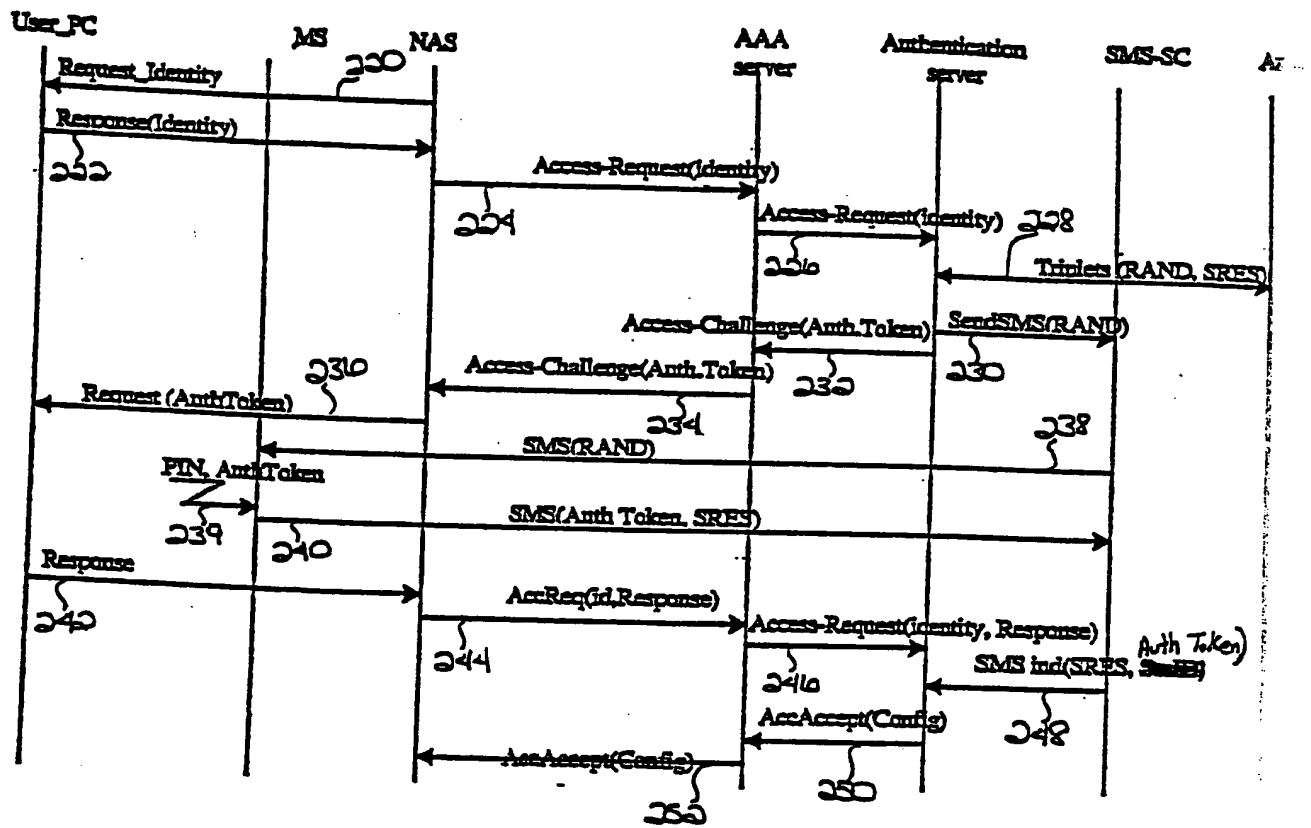 User_PC
MS
NAS
AAA
server
Authentication
server
SMS-SC
Request_Identity
220
Response(Identity)
222
Access-Request(identity)
224
Access-Request(identity)
226
228
Triplets (RAND, SRES)
Access-Challenge(Auth.Token)
232
SendSMS(RAND)
230
Access-Challenge(Auth.Token)
234
236
Request (AuthToken)
238
SMS(RAND)
PIN, AuthToken
239
SMS(Auth Token, SRES)
240
Response
242
AccReq(id,Response)
244
Access-Request(identity, Response)
246
Auth Token)
SMS ind(SRES,
248
AccAccept(Config)
250
AccAccept(Config)
252